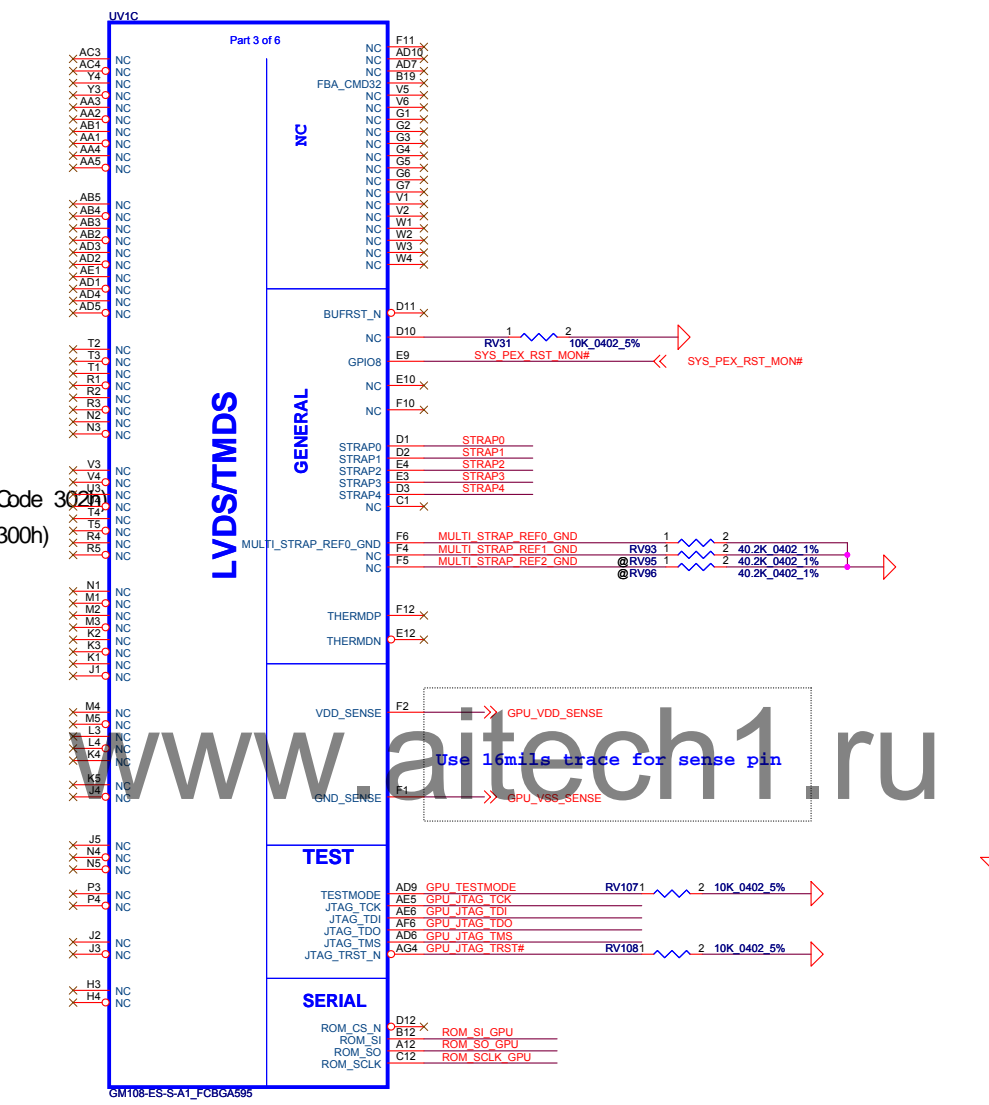 UV1C
Part 3 of 6
AC3 NC
AC4 NC
Y4 NC
Y3 NC
AA3 NC
AA2 NC
AB1 NC
AA1 NC
AA4 NC
AA5 NC
AB5 NC
AB4 NC
AB3 NC
AB2 NC
AD3 NC
AD2 NC
AE1 NC
AD1 NC
AD4 NC
AD5 NC
T2 NC
T3 NC
T1 NC
R1 NC
R2 NC
R3 NC
N2 NC
N3 NC
V3 NC
V4 NC
U3 NC
U4 NC
T4 NC
T5 NC
R4 NC
R5 NC
Code 302h)
300h)
N1 NC
M1 NC
M2 NC
M3 NC
K2 NC
K3 NC
K1 NC
J1 NC
M4 NC
M5 NC
L3 NC
L4 NC
K4 NC
K5 NC
J4 NC
J5 NC
N4 NC
N5 NC
P3 NC
P4 NC
J2 NC
J3 NC
H3 NC
H4 NC
LVDS/TMDS
NC
NC F11
NC AD10
NC AD7
FBA_CMD32 B19
NC V5
NC V6
NC G1
NC G2
NC G3
NC G4
NC G5
NC G6
NC G7
NC V1
NC V2
NC W1
NC W2
NC W3
NC W4
GENERAL
BUFRST_N D11
NC D10 1 RV31 2 10K_0402_5%
GPIO8 E9 SYS_PEX_RST_MON# SYS_PEX_RST_MON#
NC E10
NC F10
STRAP0 D1 STRAP0
STRAP1 D2 STRAP1
STRAP2 E4 STRAP2
STRAP3 E3 STRAP3
STRAP4 D3 STRAP4
NC C1
MULTI_STRAP_REF0_GND F6 MULTI_STRAP_REF0_GND 1 2
NC F4 MULTI_STRAP_REF1_GND RV93 1 2 40.2K_0402_1%
NC F5 MULTI_STRAP_REF2_GND @RV95 1 2 40.2K_0402_1%
@RV96 40.2K_0402_1%
THERMDP F12
THERMDN E12
VDD_SENSE F2 GPU_VDD_SENSE
Use 16mils trace for sense pin
GND_SENSE F1 GPU_VSS_SENSE
www.aitech1.ru
TEST
TESTMODE AD9 GPU_TESTMODE RV107 1 2 10K_0402_5%
JTAG_TCK AE5 GPU_JTAG_TCK
JTAG_TDI AE6 GPU_JTAG_TDI
JTAG_TDO AF6 GPU_JTAG_TDO
JTAG_TMS AD6 GPU_JTAG_TMS
JTAG_TRST_N AG4 GPU_JTAG_TRST# RV108 1 2 10K_0402_5%
SERIAL
ROM_CS_N D12
ROM_SI B12 ROM_SI_GPU
ROM_SO A12 ROM_SO_GPU
ROM_SCLK C12 ROM_SCLK_GPU
GM108-ES-S-A1_FCBGA595